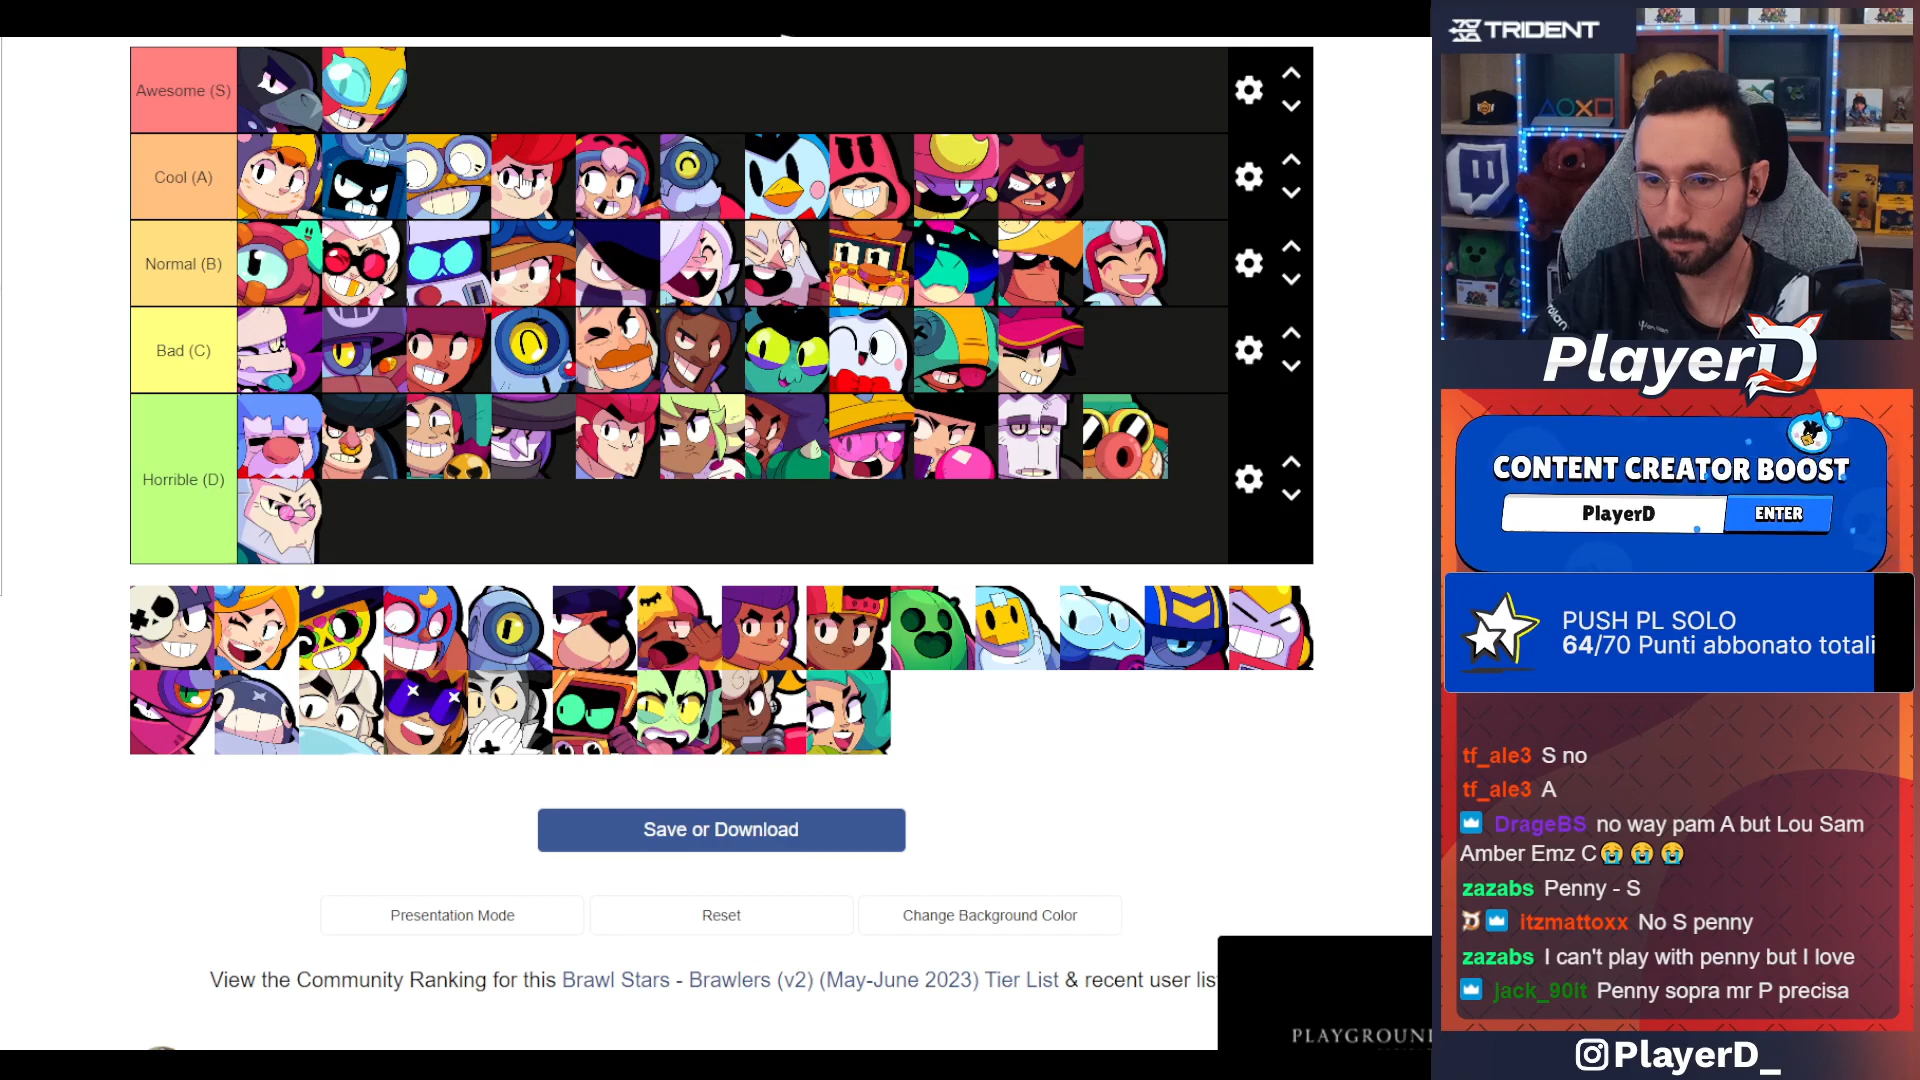 Awesome (S)
Cool (A)
Normal (B)
Bad (C)
Horrible (D)
Save or Download
Presentation Mode
Reset
Change Background Color
View the Community Ranking for this Brawl Stars - Brawlers (v2) (May-June 2023) Tier List & recent user lis
PLAYGROUN
TRIDENT
PlayerD
CONTENT CREATOR BOOST
PlayerD
ENTER
PUSH PL SOLO
64/70 Punti abbonato totali
tf_ale3 S no
tf_ale3 A
DrageBS no way pam A but Lou Sam
Amber Emz C😭 😭 😭
zazabs Penny - S
itzmattoxx No S penny
zazabs I can't play with penny but I love
jack_90lt Penny sopra mr P precisa
PlayerD_